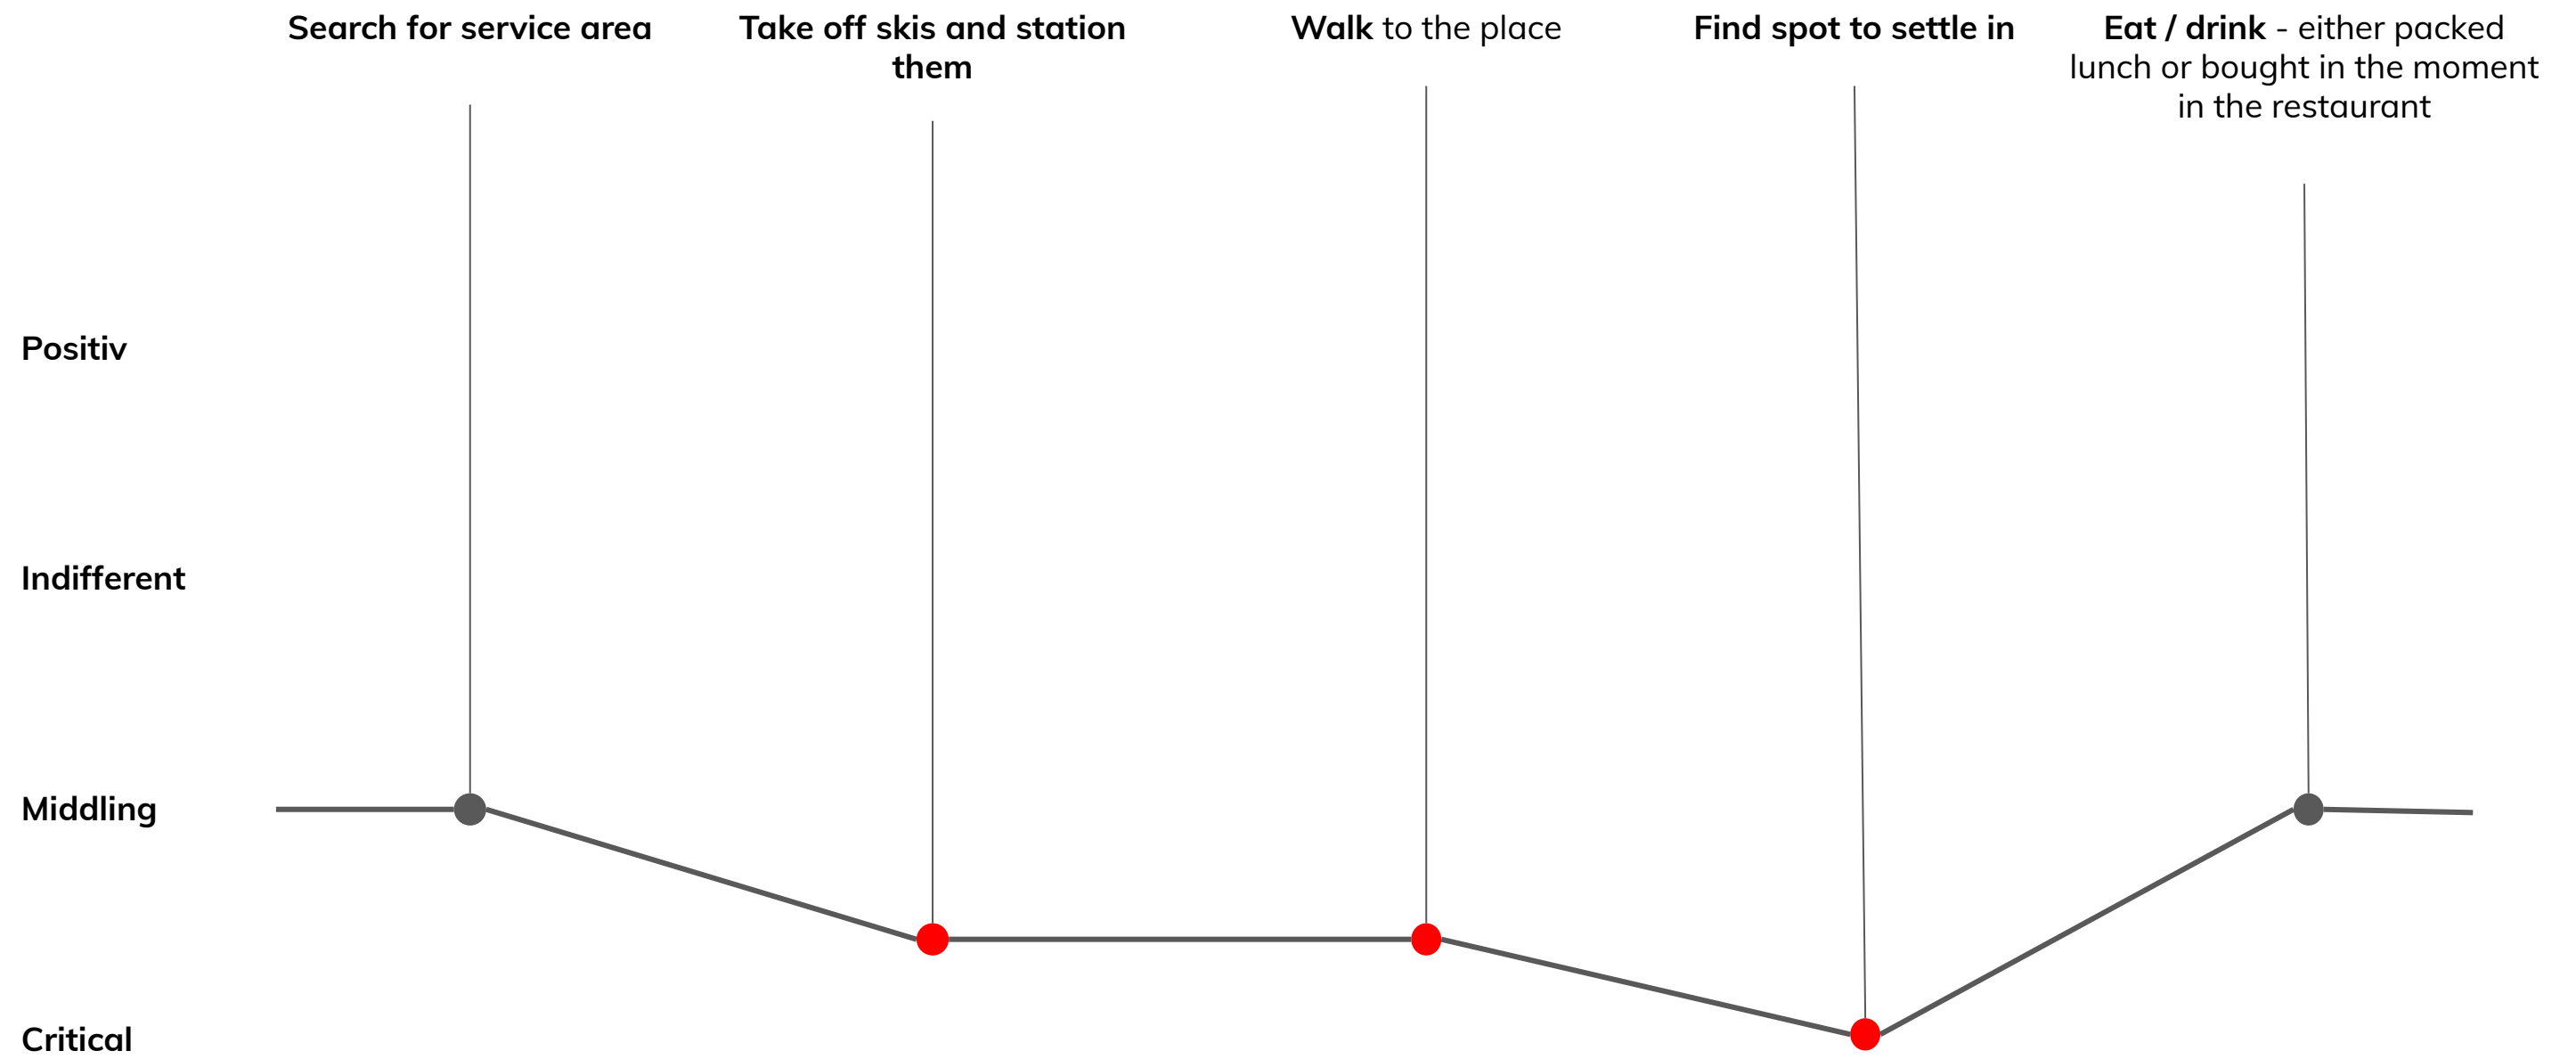 Search for service area
Take off skis and station
them
Walk to the place
Find spot to settle in
Eat / drink - either packed
lunch or bought in the moment
in the restaurant
Positiv
Indifferent
Middling
Critical